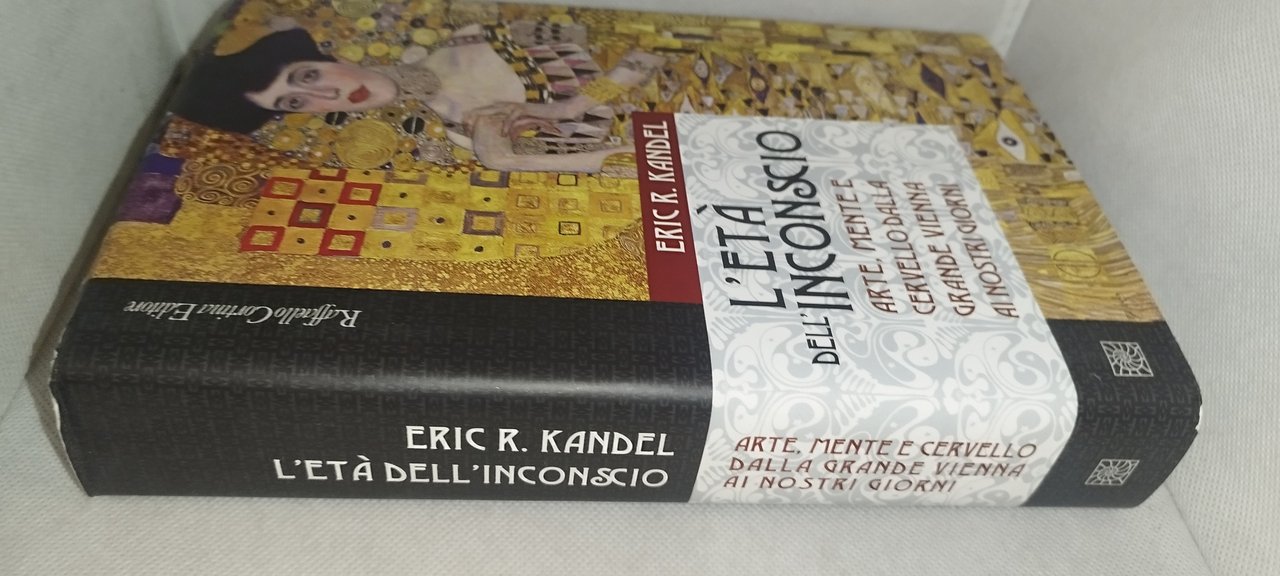 ERIC R. KANDEL
L'ETÀ
DELL'INCONSCIO
ARTE, MENTE E
CERVELLO DALLA
GRANDE VIENNA
AI NOSTRI GIORNI
Raffaello Cortina Editore
ERIC R. KANDEL
L'ETÀ DELL'INCONSCIO
ARTE, MENTE E CERVELLO
DALLA GRANDE VIENNA
AI NOSTRI GIORNI